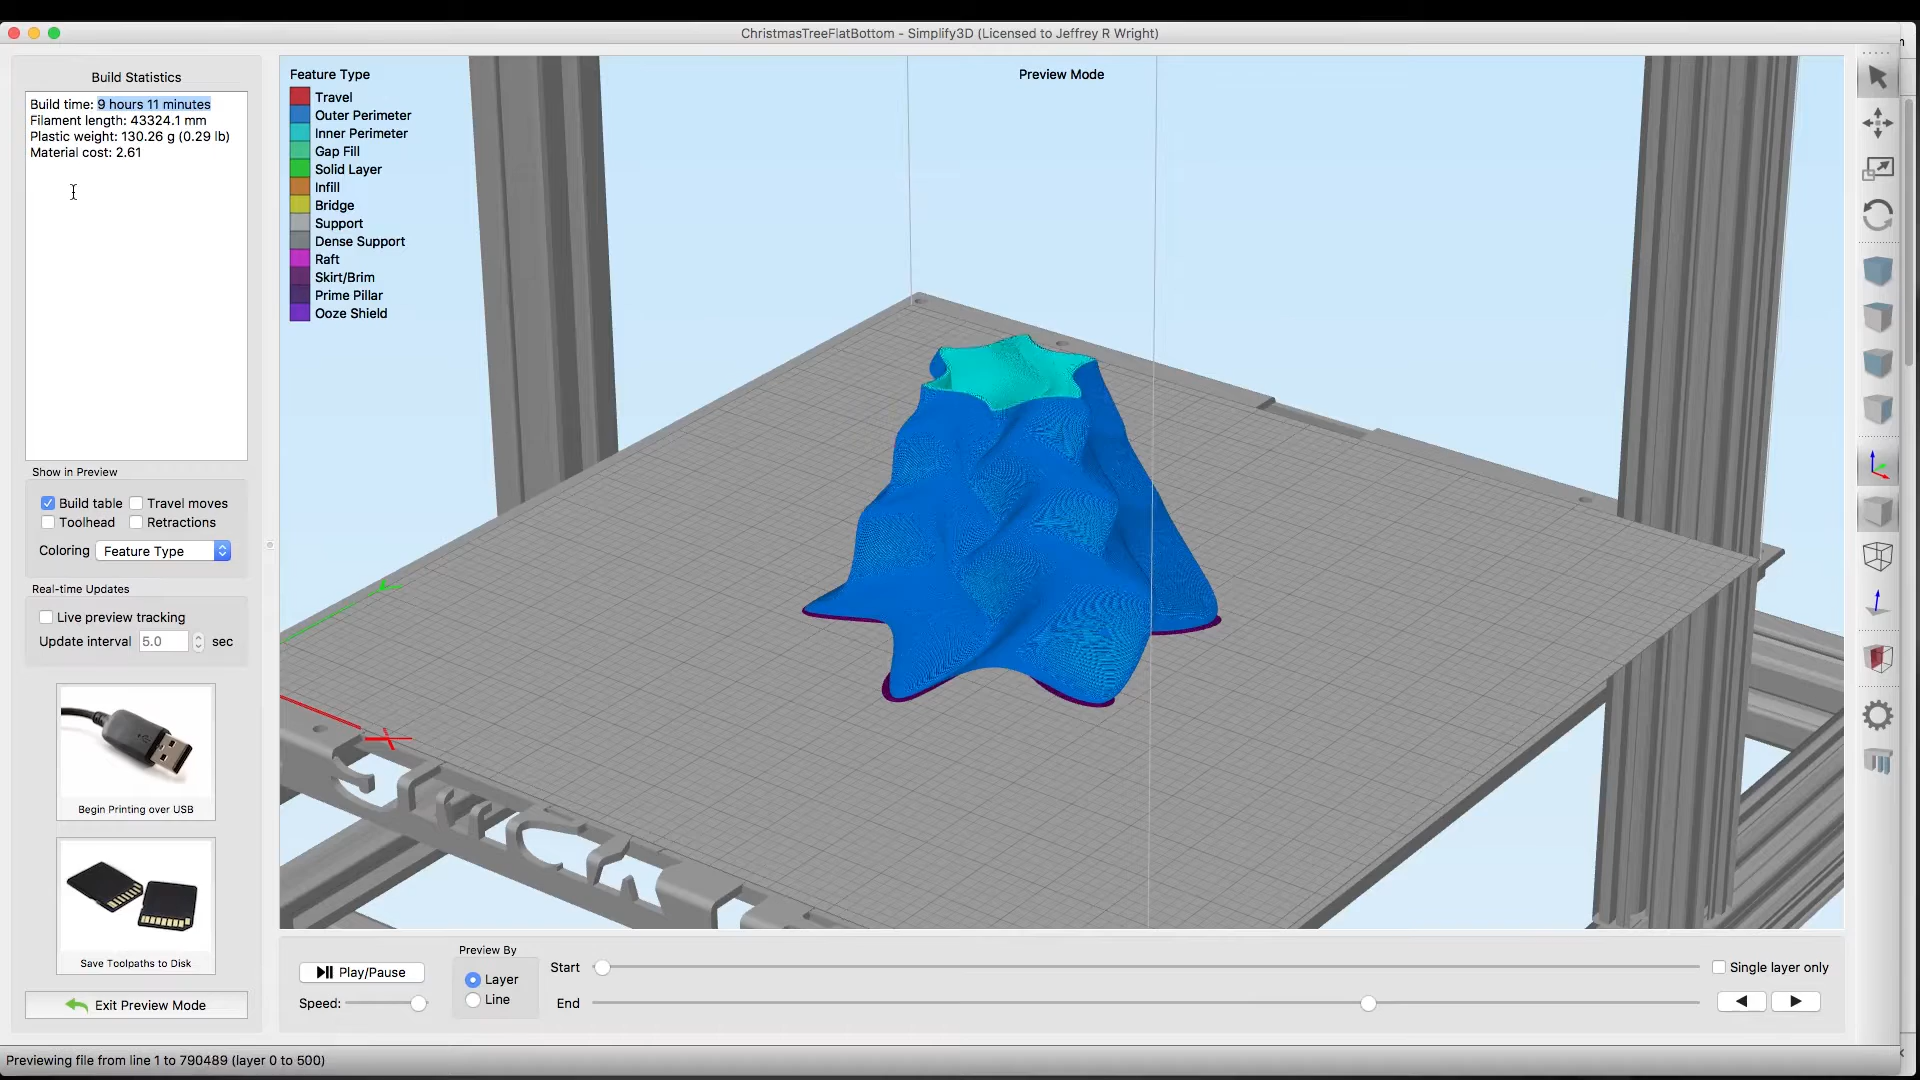 ChristmasTreeFlatBottom - Simplify3D (Licensed to Jeffrey R Wright)
Build Statistics
Build time: 9 hours 11 minutes
Filament length: 43324.1 mm
Plastic weight: 130.26 g (0.29 lb)
Material cost: 2.61
Show in Preview
Build table
Travel moves
Toolhead
Retractions
Coloring
Feature Type
Real-time Updates
Live preview tracking
Update interval 5.0 sec
Begin Printing over USB
Save Toolpaths to Disk
Exit Preview Mode
Feature Type
Travel
Outer Perimeter
Inner Perimeter
Gap Fill
Solid Layer
Infill
Bridge
Support
Dense Support
Raft
Skirt/Brim
Prime Pillar
Ooze Shield
Preview Mode
Play/Pause
Speed:
Preview By
Layer
Line
Start
End
Single layer only
Previewing file from line 1 to 790489 (layer 0 to 500)